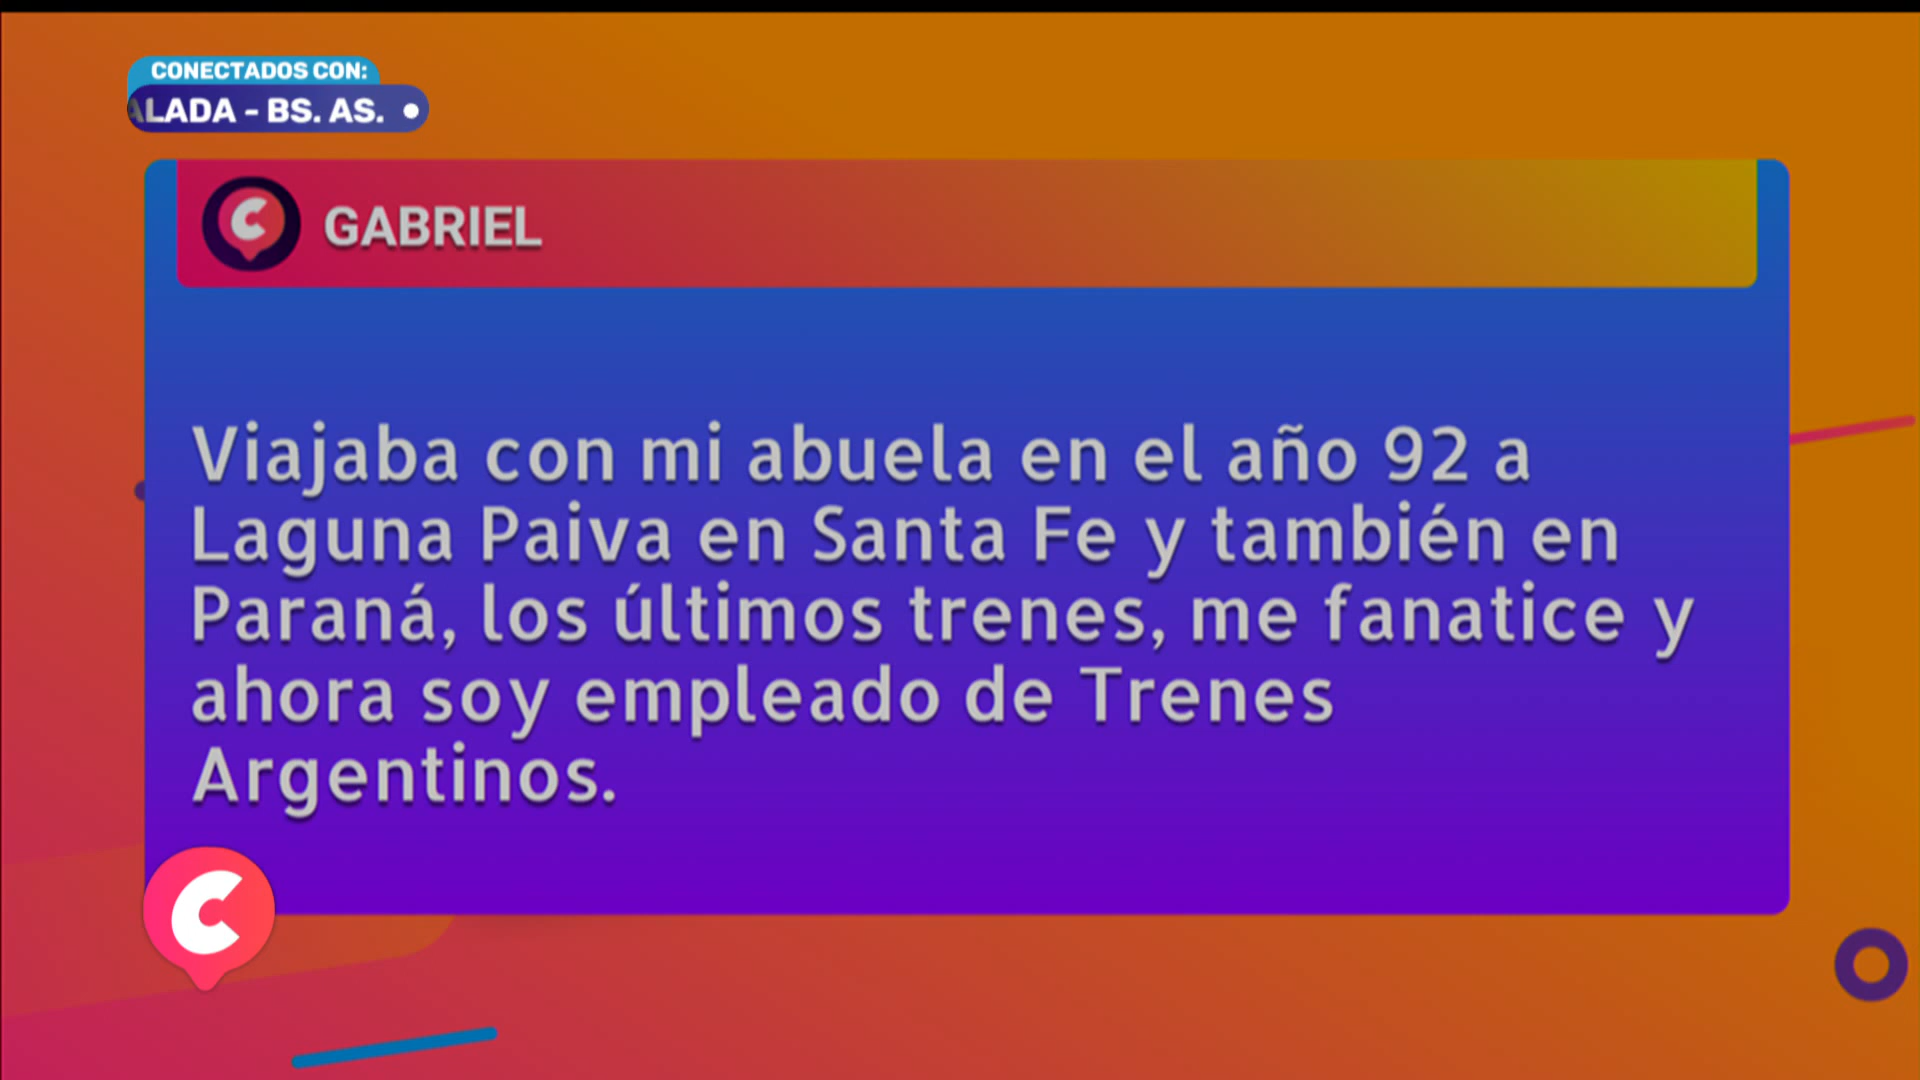 CONECTADOS CON:
ALADA - BS. AS.
GABRIEL
Viajaba con mi abuela en el año 92 a
Laguna Paiva en Santa Fe y también en
Paraná, los últimos trenes, me fanatice y
ahora soy empleado de Trenes
Argentinos.